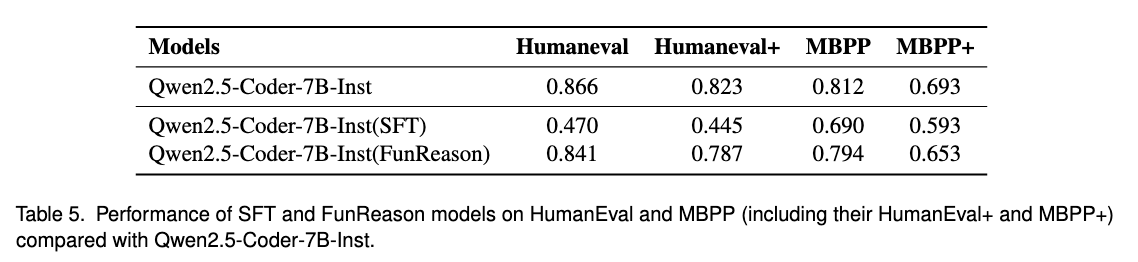 Models Humaneval Humaneval+ MBPP MBPP+
Qwen2.5-Coder-7B-Inst 0.866 0.823 0.812 0.693
Qwen2.5-Coder-7B-Inst(SFT) 0.470 0.445 0.690 0.593
Qwen2.5-Coder-7B-Inst(FunReason) 0.841 0.787 0.794 0.653
Table 5. Performance of SFT and FunReason models on HumanEval and MBPP (including their HumanEval+ and MBPP+)
compared with Qwen2.5-Coder-7B-Inst.